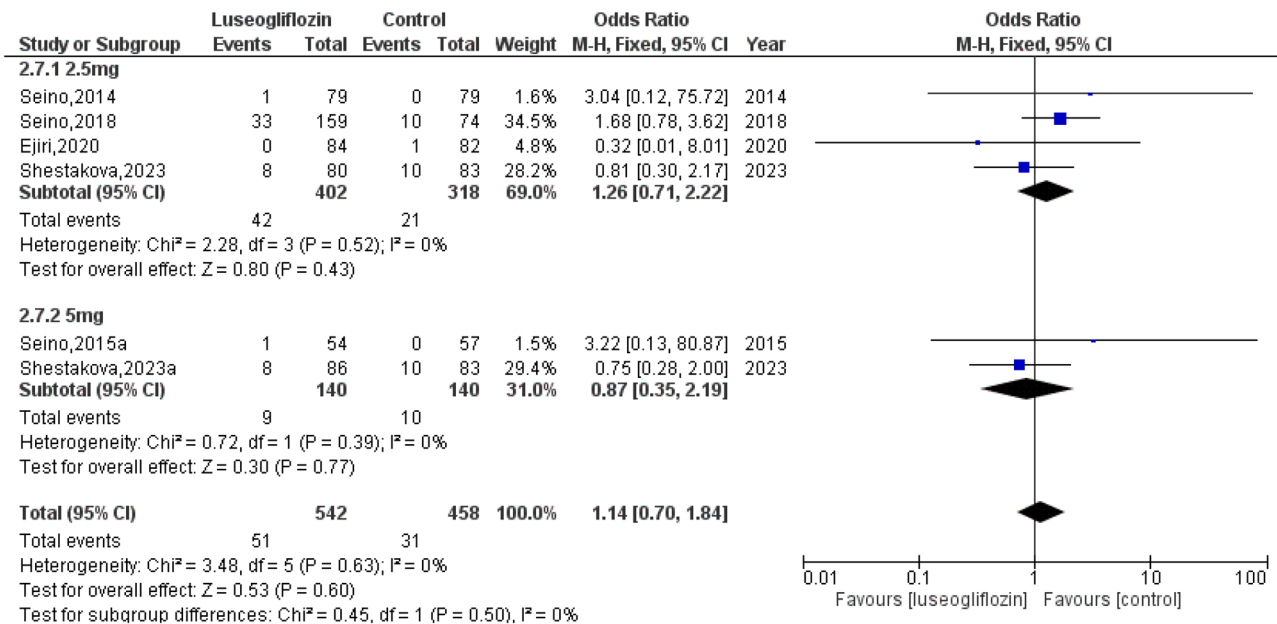 Luseogliflozin Control Odds Ratio Odds Ratio
Study or Subgroup Events Total Events Total Weight M-H, Fixed, 95% CI Year M-H, Fixed, 95% CI
2.7.1 2.5mg
Seino,2014 1 79 0 79 1.6% 3.04 [0.12, 75.72] 2014
Seino,2018 33 159 10 74 34.5% 1.68 [0.78, 3.62] 2018
Ejiri,2020 0 84 1 82 4.8% 0.32 [0.01, 8.01] 2020
Shestakova,2023 8 80 10 83 28.2% 0.81 [0.30, 2.17] 2023
Subtotal (95% CI) 402 318 69.0% 1.26 [0.71, 2.22]
Total events 42 21
Heterogeneity: Chi² = 2.28, df = 3 (P = 0.52); I² = 0%
Test for overall effect: Z = 0.80 (P = 0.43)
2.7.2 5mg
Seino,2015a 1 54 0 57 1.5% 3.22 [0.13, 80.87] 2015
Shestakova,2023a 8 86 10 83 29.4% 0.75 [0.28, 2.00] 2023
Subtotal (95% CI) 140 140 31.0% 0.87 [0.35, 2.19]
Total events 9 10
Heterogeneity: Chi² = 0.72, df = 1 (P = 0.39); I² = 0%
Test for overall effect: Z = 0.30 (P = 0.77)
Total (95% CI) 542 458 100.0% 1.14 [0.70, 1.84]
Total events 51 31
Heterogeneity: Chi² = 3.48, df = 5 (P = 0.63); I² = 0%
Test for overall effect: Z = 0.53 (P = 0.60)
Test for subgroup differences: Chi² = 0.45, df = 1 (P = 0.50), I² = 0%
0.01 0.1 1 10 100
Favours [luseogliflozin] Favours [control]